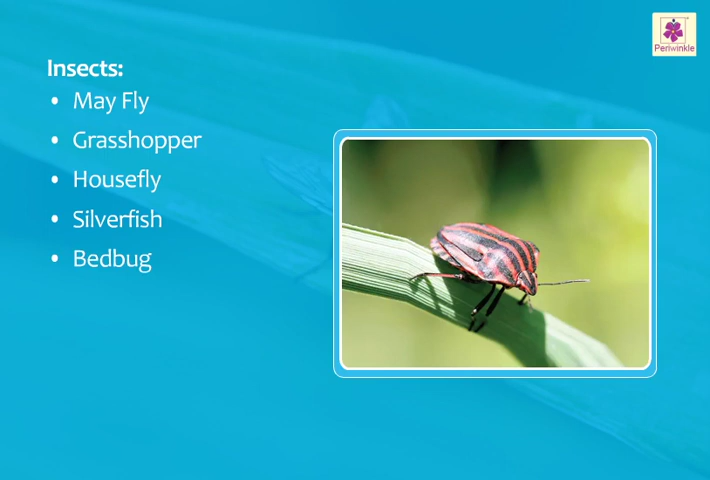 Periwinkle
Insects:
• May Fly
• Grasshopper
• Housefly
• Silverfish
• Bedbug